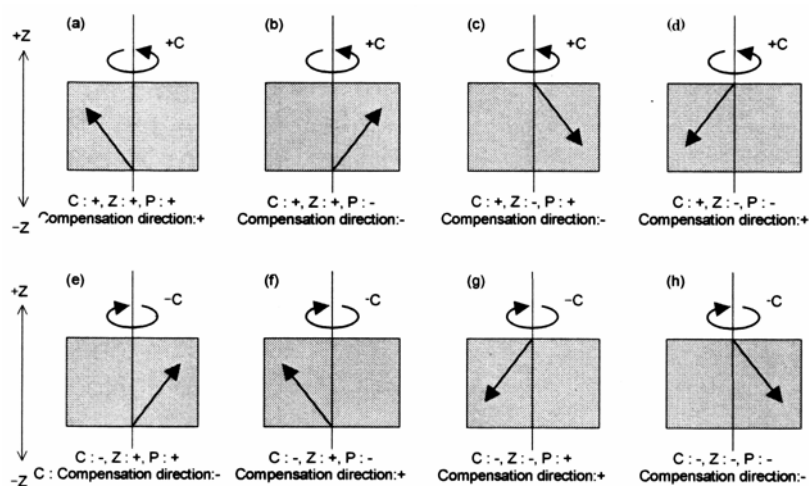 +Z
(a)
+C
(b)
+C
(c)
+C
(d)
+C
−Z
C : +, Z : +, P : +
Compensation direction:+
C : +, Z : +, P : -
Compensation direction:-
C : +, Z : -, P : +
Compensation direction:-
C : +, Z : -, P : -
Compensation direction:+
+Z
(e)
−C
(f)
−C
(g)
−C
(h)
-C
−Z
C : -, Z : +, P : +
C : Compensation direction:-
C : -, Z : +, P : -
Compensation direction:+
C : -, Z : -, P : +
Compensation direction:+
C : -, Z : -, P : -
Compensation direction:-